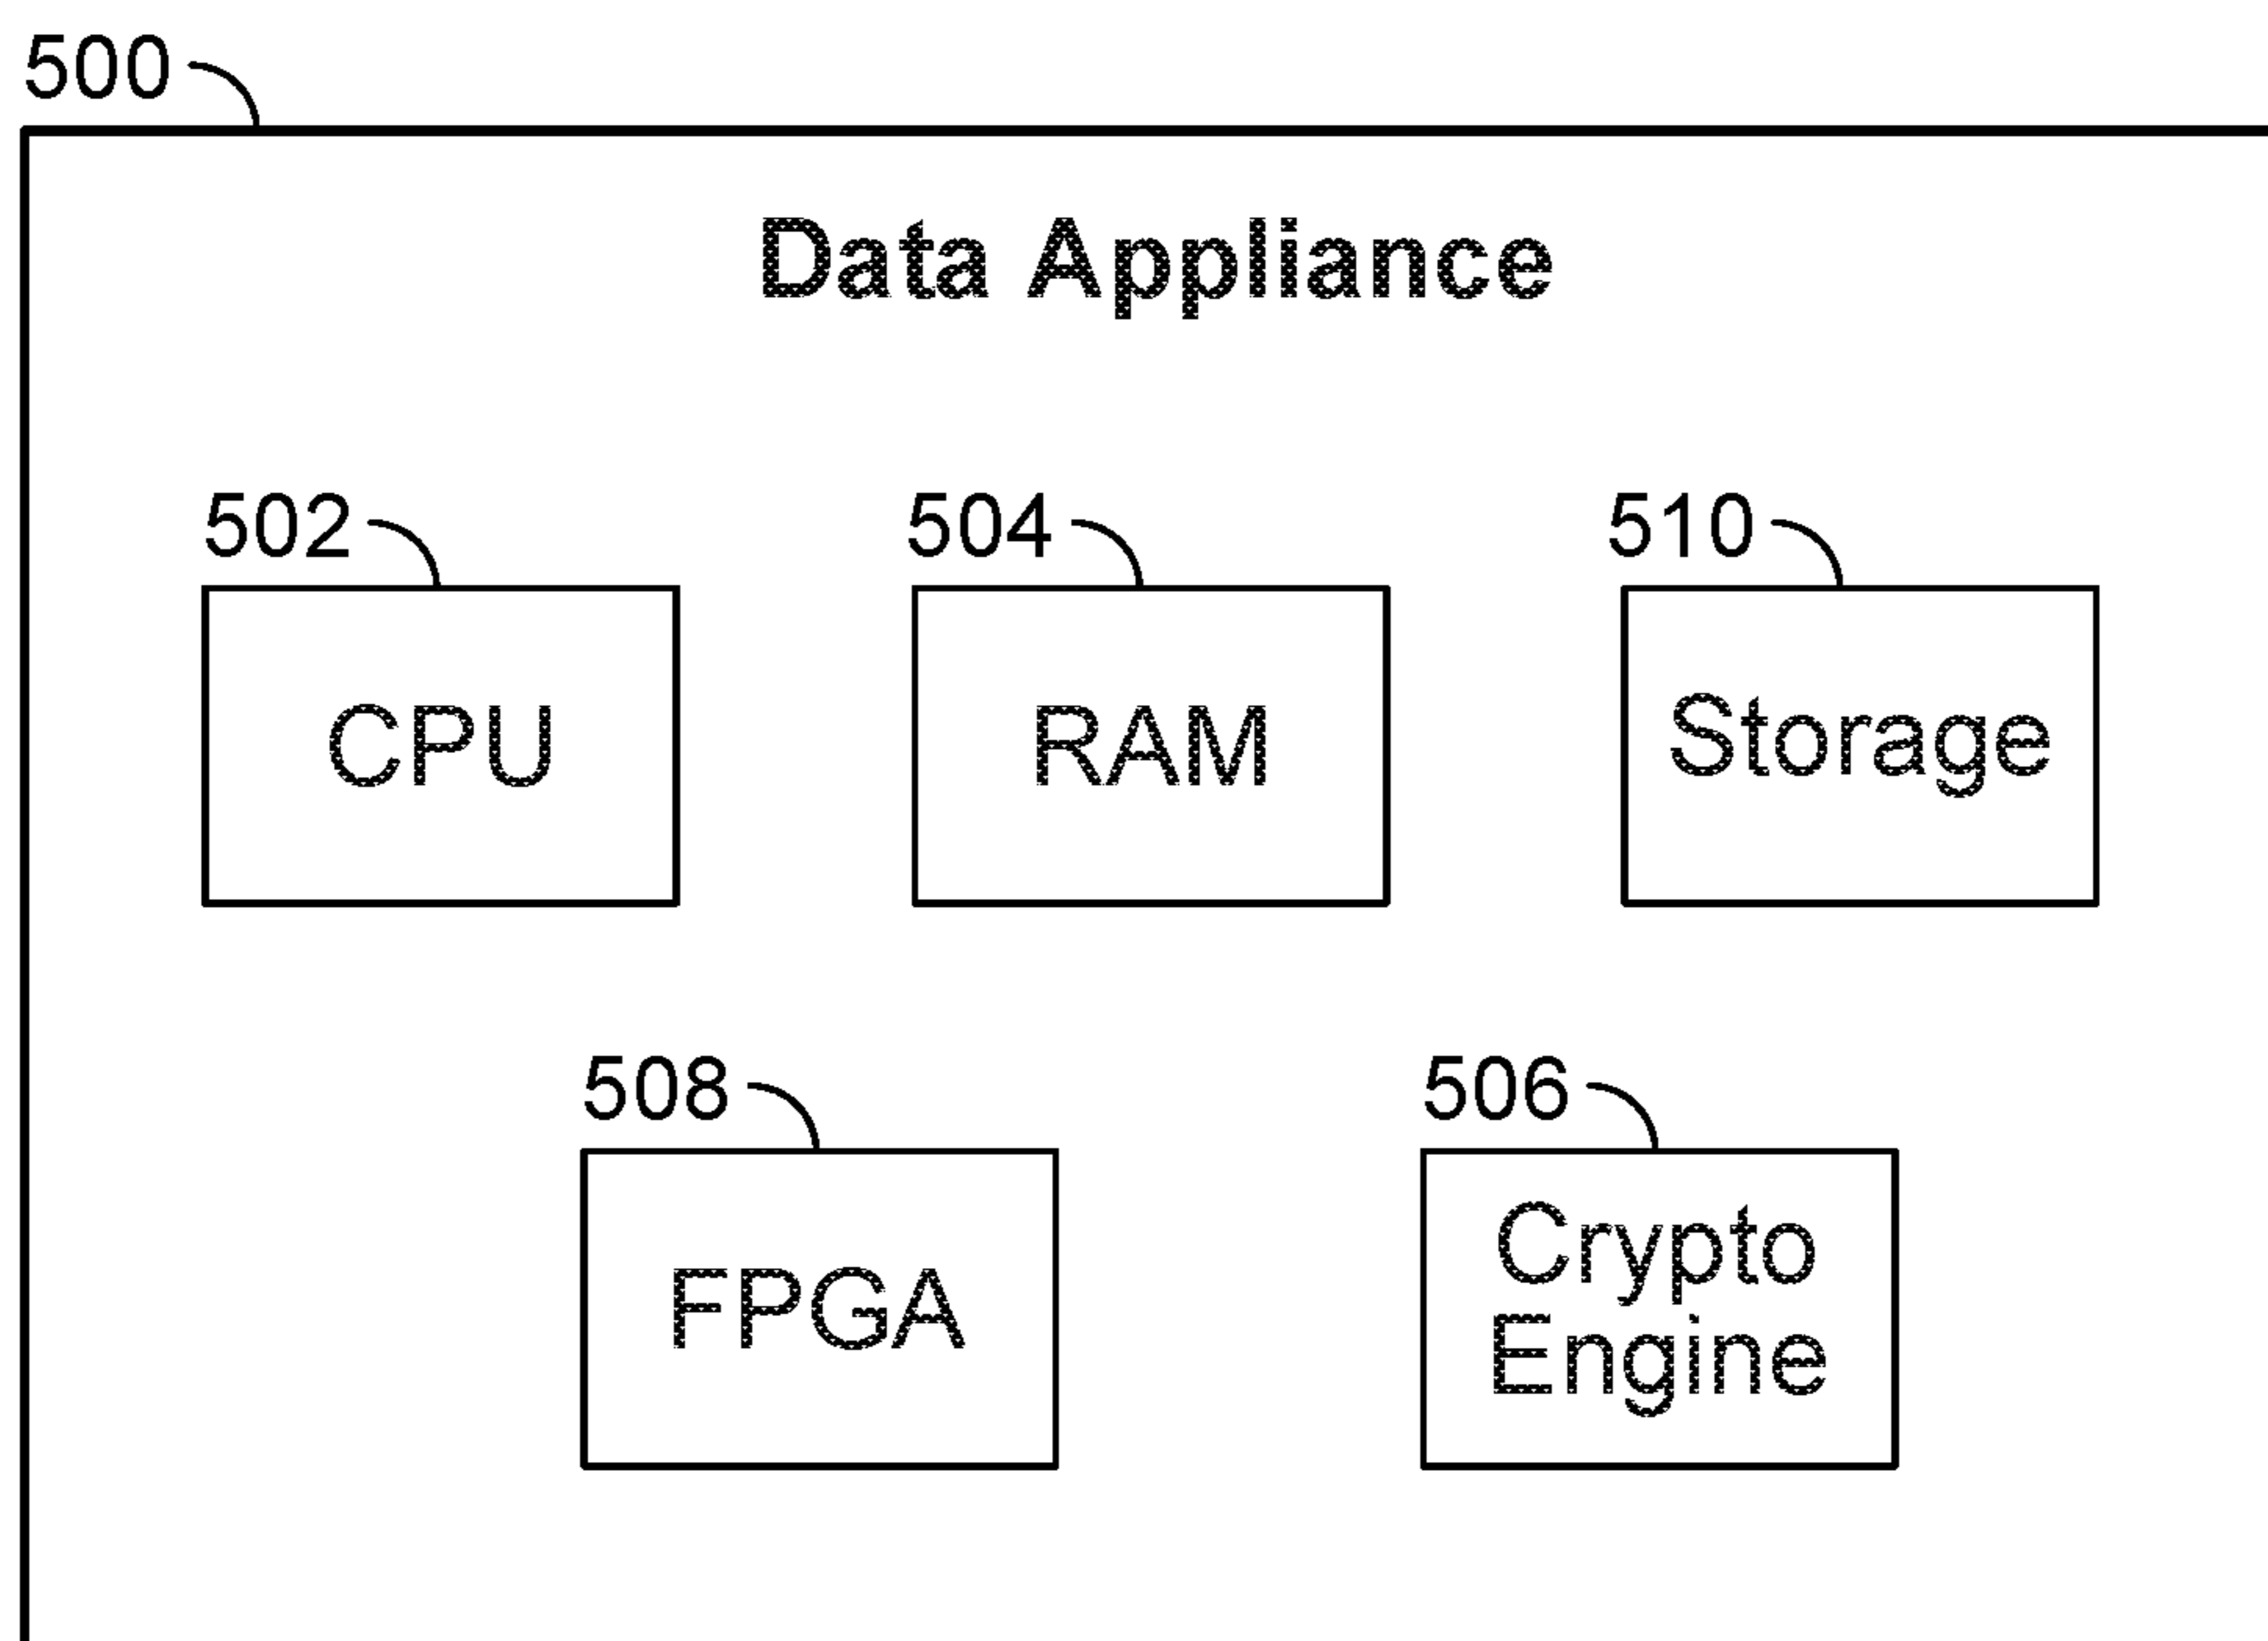 500
Data Appliance
502
504
510
CPU
RAM
Storage
508
506
FPGA
Crypto
Engine